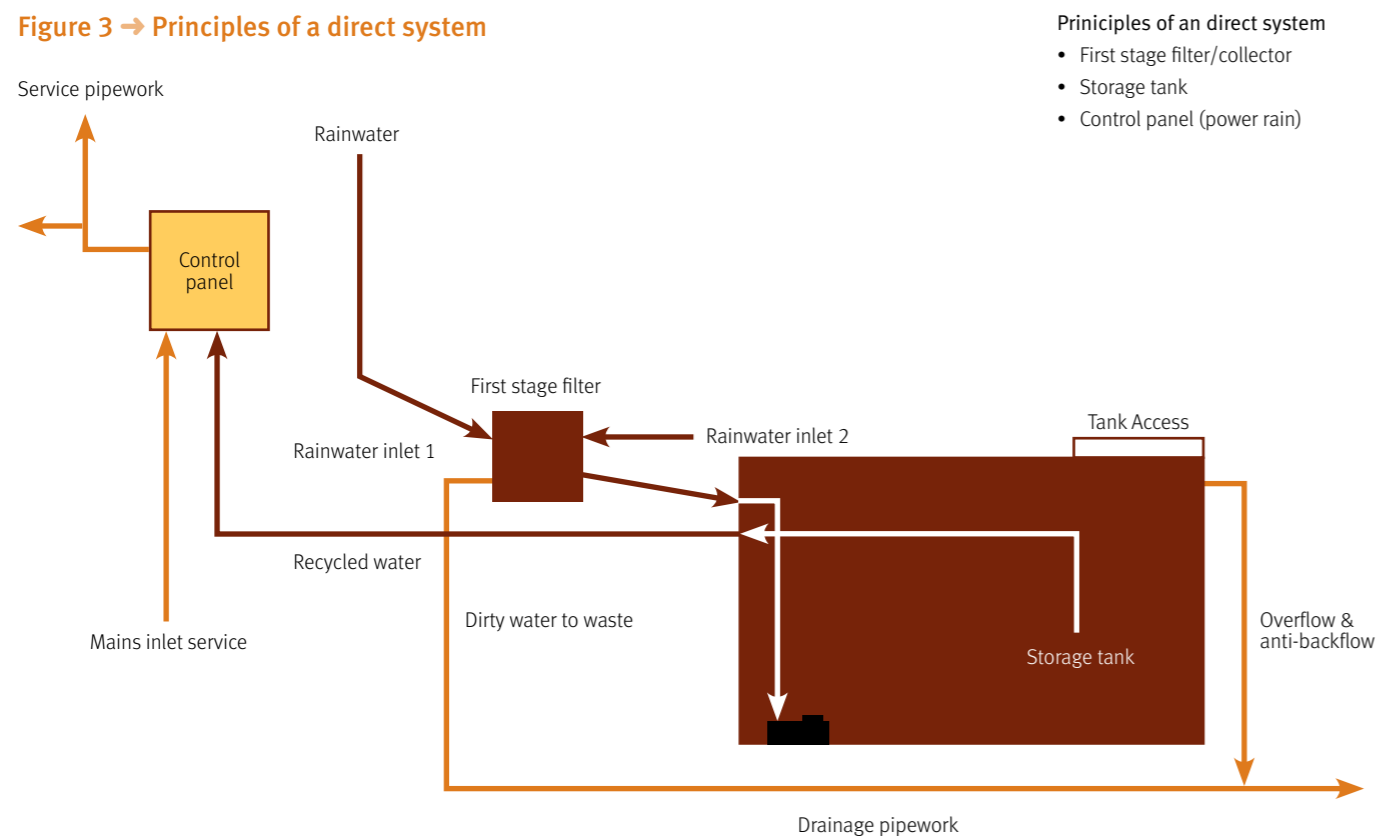 Figure 3 → Principles of a direct system
Priniciples of an direct system
• First stage filter/collector
• Storage tank
• Control panel (power rain)
Service pipework
Rainwater
Control
panel
First stage filter
Rainwater inlet 1
Rainwater inlet 2
Tank Access
Recycled water
Mains inlet service
Dirty water to waste
Storage tank
Overflow &
anti-backflow
Drainage pipework